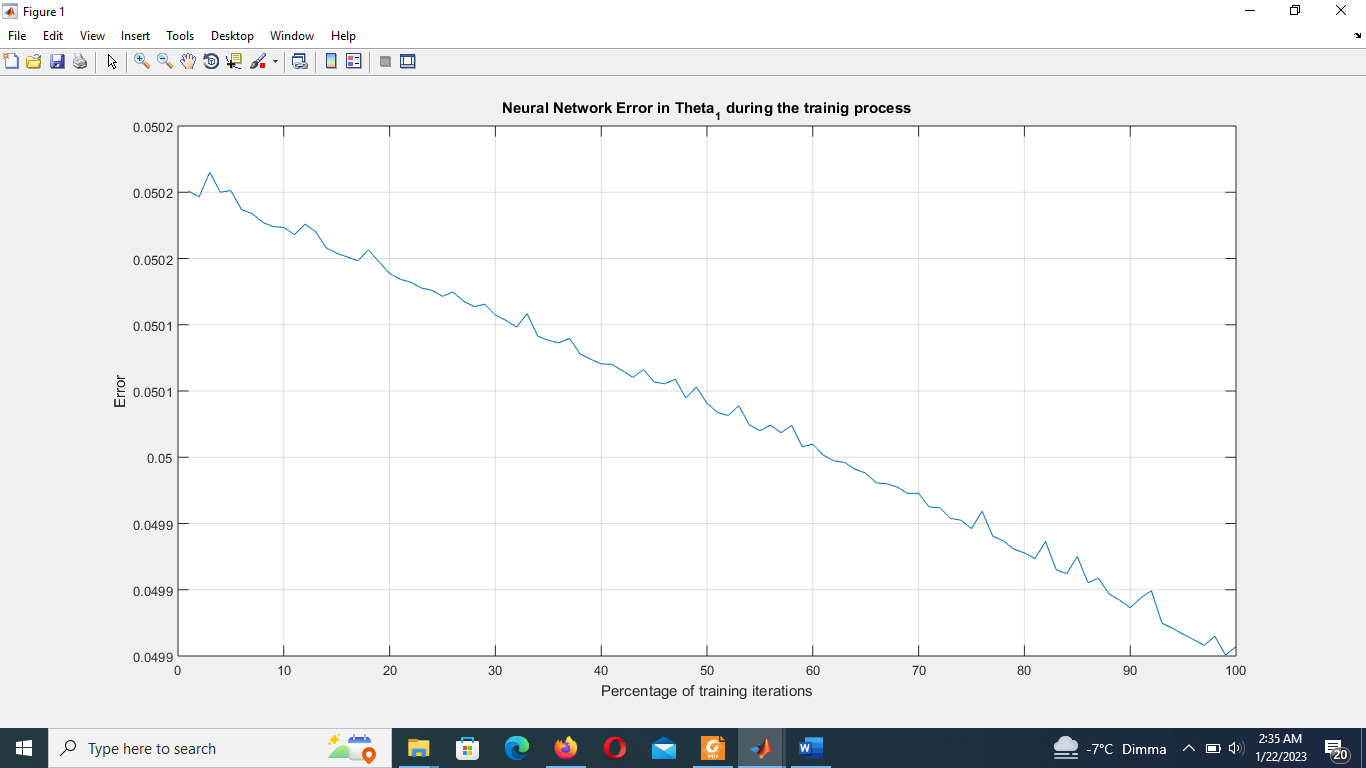 Figure 1
File Edit View Insert Tools Desktop Window Help
Neural Network Error in Theta1 during the trainig process
0.0502
0.0502
0.0502
0.0501
0.0501
0.05
0.0499
0.0499
0.0499
Error
0 10 20 30 40 50 60 70 80 90 100
Percentage of training iterations
Type here to search
G
PDF
W
-7°C Dimma
2:35 AM
1/22/2023
20